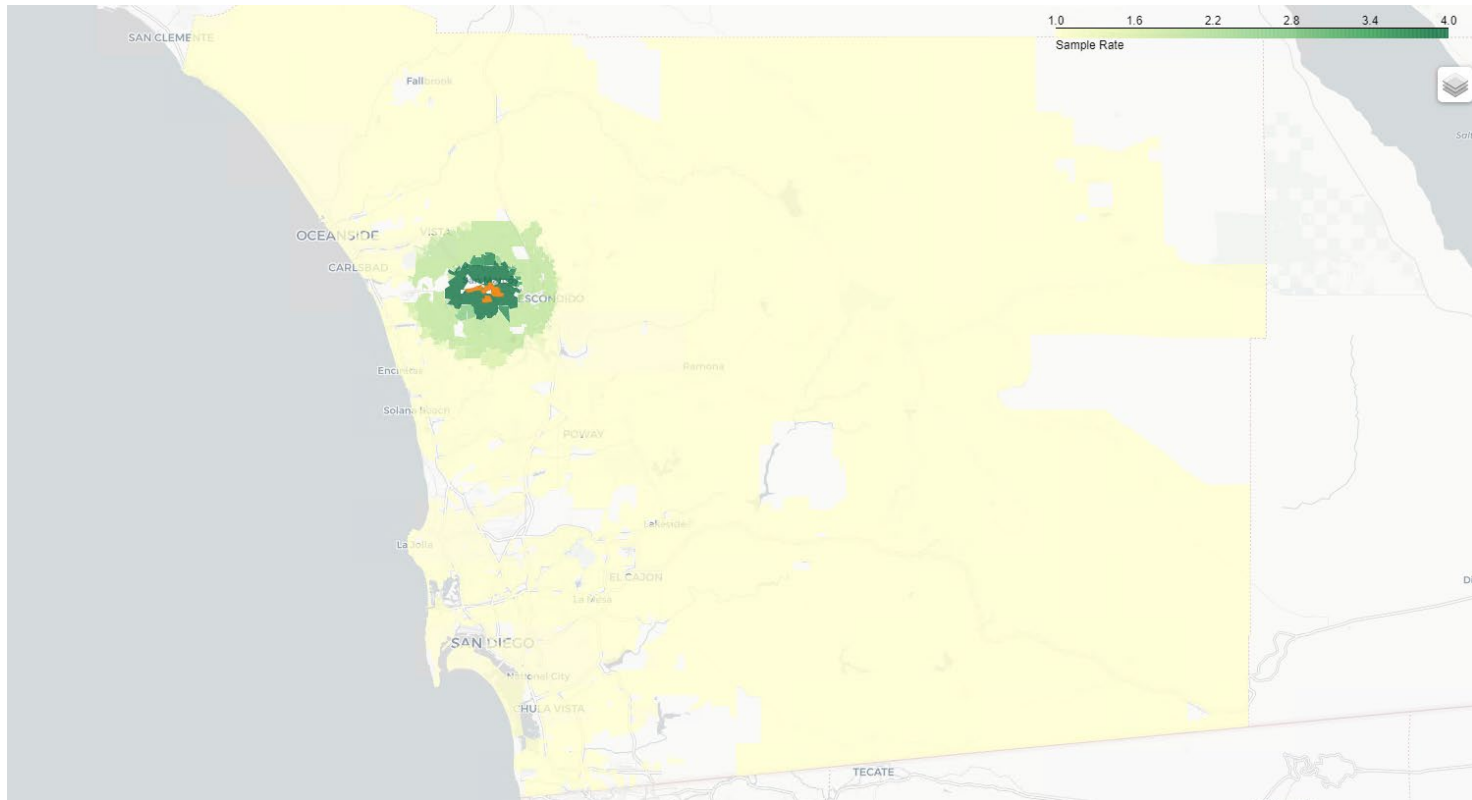 1.0 1.6 2.2 2.8 3.4 4.0
Sample Rate
SAN CLEMENTE
Fallbrook
OCEANSIDE
VISTA
CARLSBAD
ESCONDIDO
Encinitas
Ramona
Solana Beach
POWAY
Lakeside
La Jolla
EL CAJON
La Mesa
SAN DIEGO
National City
CHULA VISTA
TECATE